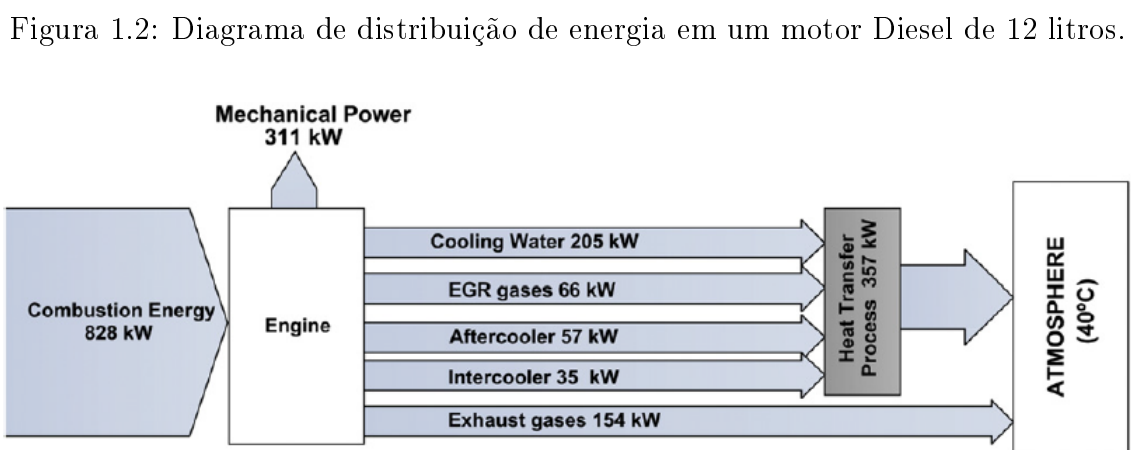 Figura 1.2: Diagrama de distribuição de energia em um motor Diesel de 12 litros.
Mechanical Power
311 kW
Combustion Energy
828 kW
Engine
Cooling Water 205 kW
EGR gases 66 kW
Aftercooler 57 kW
Intercooler 35 kW
Exhaust gases 154 kW
Heat Transfer
Process 357 kW
ATMOSPHERE
(40ºC)